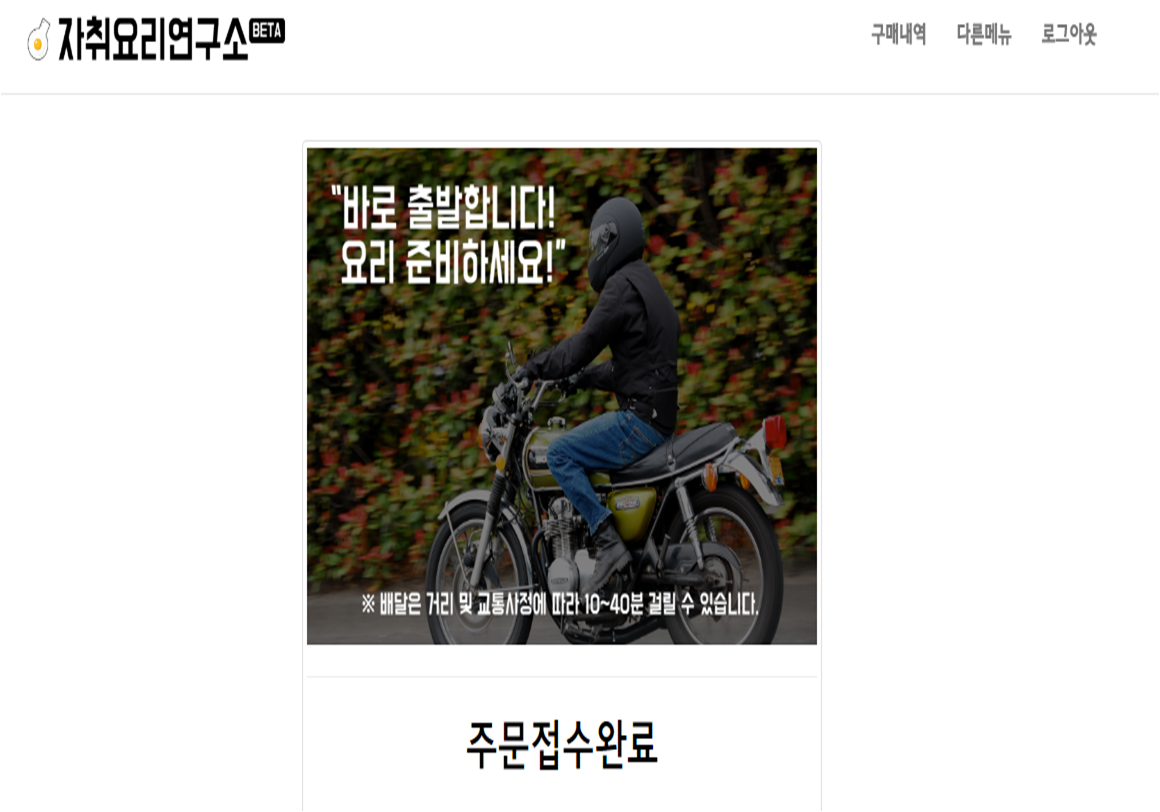 자취요리연구소 BETA
구매내역 다른메뉴 로그아웃
"바로 출발합니다!
요리 준비하세요!"
※ 배달은 거리 및 교통사정에 따라 10~40분 걸릴 수 있습니다.
주문접수완료